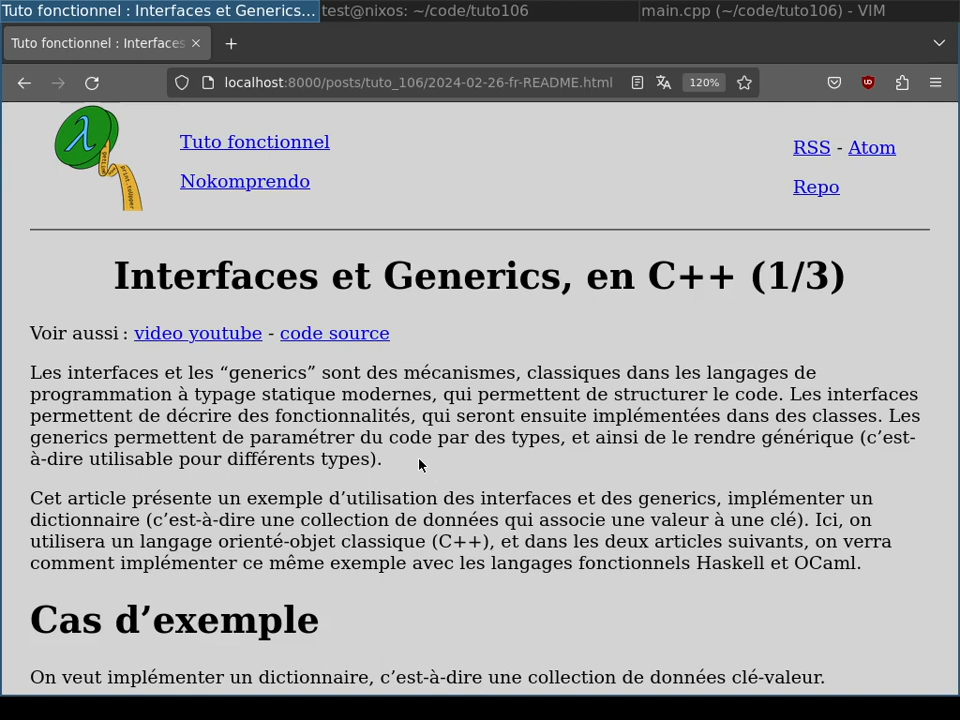 Tuto fonctionnel : Interfaces et Generics... test@nixos: ~/code/tuto106 main.cpp (~/code/tuto106) - VIM
Tuto fonctionnel : Interfaces
localhost:8000/posts/tuto_106/2024-02-26-fr-README.html 120%
Tuto fonctionnel
RSS - Atom
Nokomprendo
Repo
Interfaces et Generics, en C++ (1/3)
Voir aussi : video youtube - code source
Les interfaces et les “generics” sont des mécanismes, classiques dans les langages de
programmation à typage statique modernes, qui permettent de structurer le code. Les interfaces
permettent de décrire des fonctionnalités, qui seront ensuite implémentées dans des classes. Les
generics permettent de paramétrer du code par des types, et ainsi de le rendre générique (c’est-
à-dire utilisable pour différents types).
Cet article présente un exemple d’utilisation des interfaces et des generics, implémenter un
dictionnaire (c’est-à-dire une collection de données qui associe une valeur à une clé). Ici, on
utilisera un langage orienté-objet classique (C++), et dans les deux articles suivants, on verra
comment implémenter ce même exemple avec les langages fonctionnels Haskell et OCaml.
Cas d’exemple
On veut implémenter un dictionnaire, c’est-à-dire une collection de données clé-valeur.